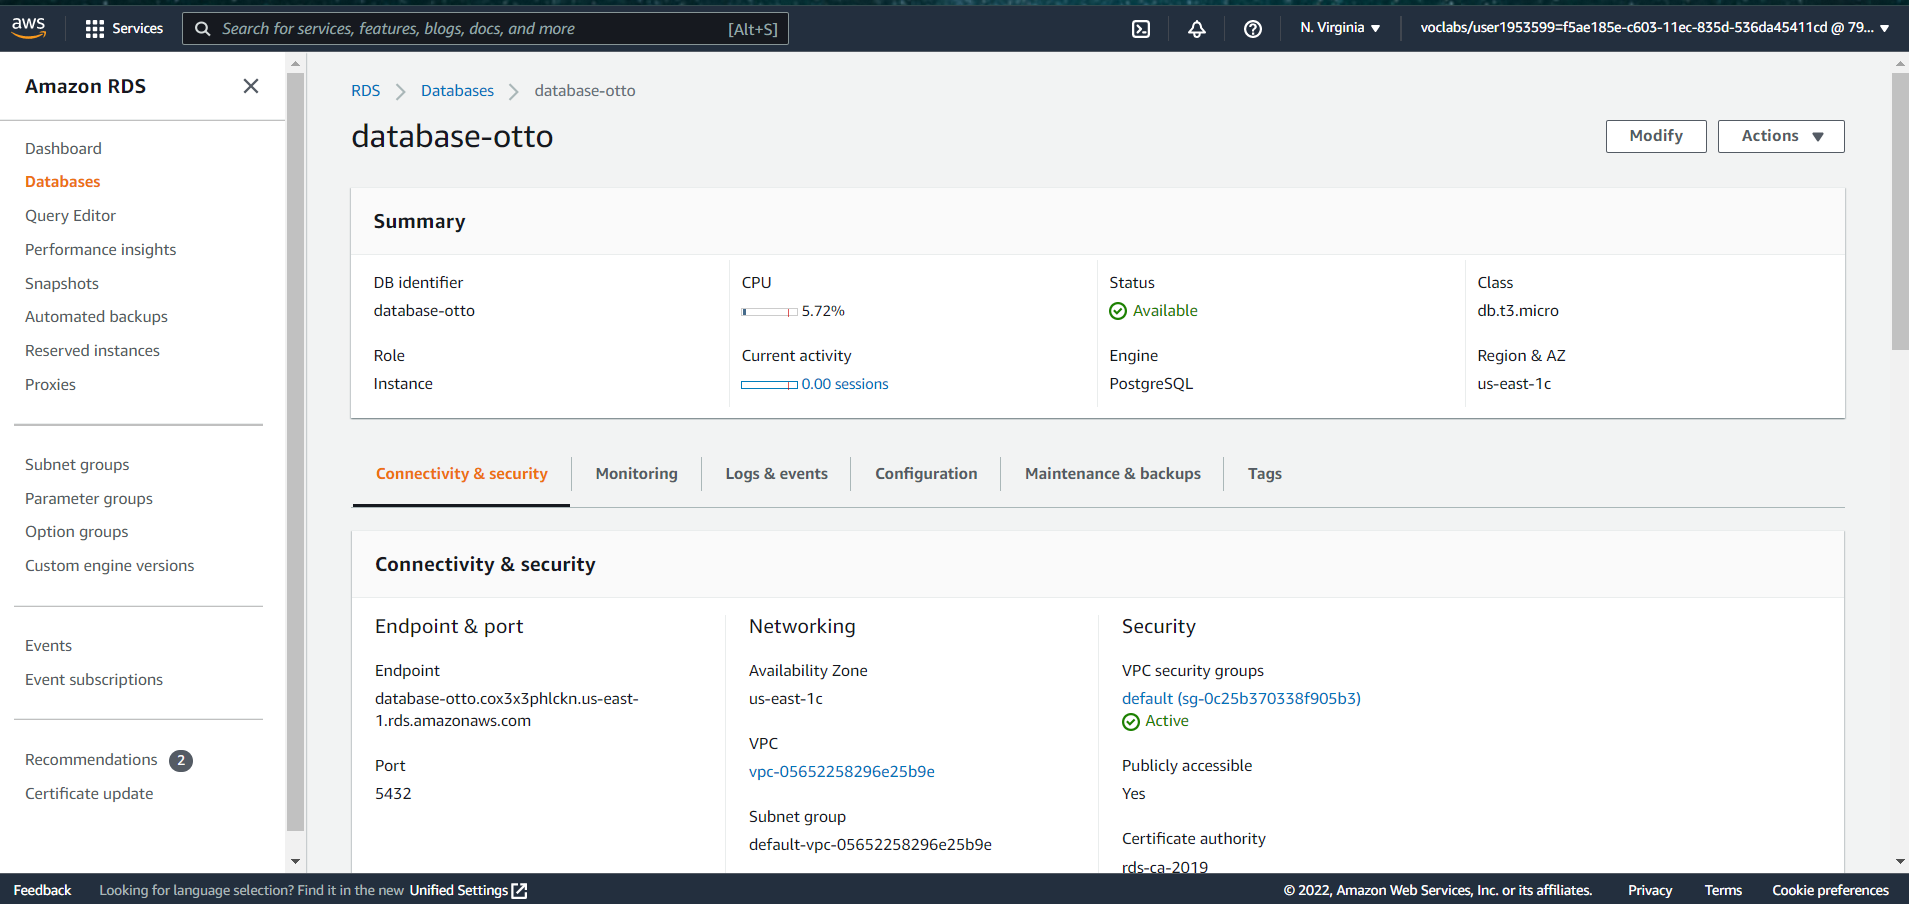 aws
Services
Search for services, features, blogs, docs, and more [Alt+S]
N. Virginia
voclabs/user1953599=f5ae185e-c603-11ec-835d-536da45411cd @ 79...
Amazon RDS
Dashboard
Databases
Query Editor
Performance insights
Snapshots
Automated backups
Reserved instances
Proxies
Subnet groups
Parameter groups
Option groups
Custom engine versions
Events
Event subscriptions
Recommendations 2
Certificate update
RDS > Databases > database-otto
database-otto
Modify
Actions
Summary
DB identifier
database-otto
CPU
5.72%
Status
Available
Class
db.t3.micro
Role
Instance
Current activity
0.00 sessions
Engine
PostgreSQL
Region & AZ
us-east-1c
Connectivity & security
Monitoring
Logs & events
Configuration
Maintenance & backups
Tags
Connectivity & security
Endpoint & port
Endpoint
database-otto.cox3x3phlckn.us-east-
1.rds.amazonaws.com
Port
5432
Networking
Availability Zone
us-east-1c
VPC
vpc-05652258296e25b9e
Subnet group
default-vpc-05652258296e25b9e
Security
VPC security groups
default (sg-0c25b370338f905b3)
Active
Publicly accessible
Yes
Certificate authority
rds-ca-2019
Feedback
Looking for language selection? Find it in the new Unified Settings
© 2022, Amazon Web Services, Inc. or its affiliates.
Privacy
Terms
Cookie preferences